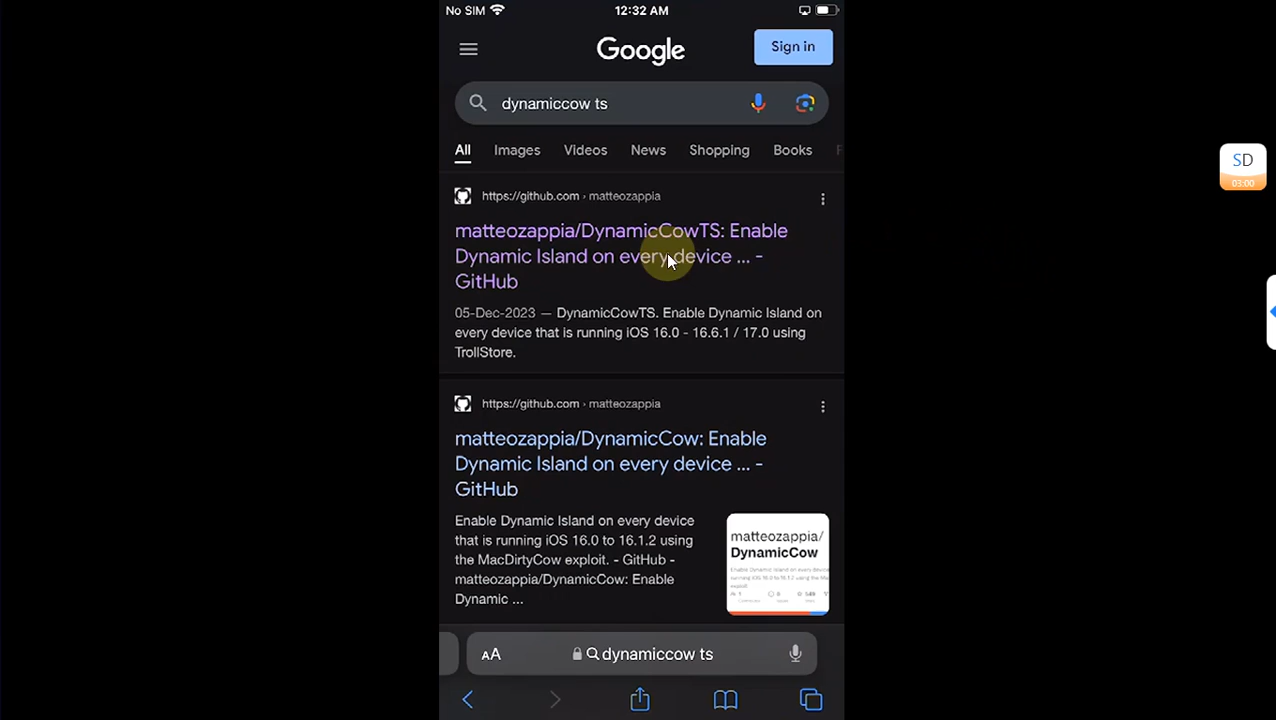 No SIM
12:32 AM
Google
Sign in
dynamiccow ts
All
Images
Videos
News
Shopping
Books
https://github.com › matteozappia
matteozappia/DynamicCowTS: Enable
Dynamic Island on every device ... -
GitHub
05-Dec-2023 — DynamicCowTS. Enable Dynamic Island on
every device that is running iOS 16.0 - 16.6.1 / 17.0 using
TrollStore.
https://github.com › matteozappia
matteozappia/DynamicCow: Enable
Dynamic Island on every device ... -
GitHub
Enable Dynamic Island on every device
that is running iOS 16.0 to 16.1.2 using
the MacDirtyCow exploit. - GitHub -
matteozappia/DynamicCow: Enable
Dynamic ...
matteozappia/
DynamicCow
AA
dynamiccow ts
SD
03:00